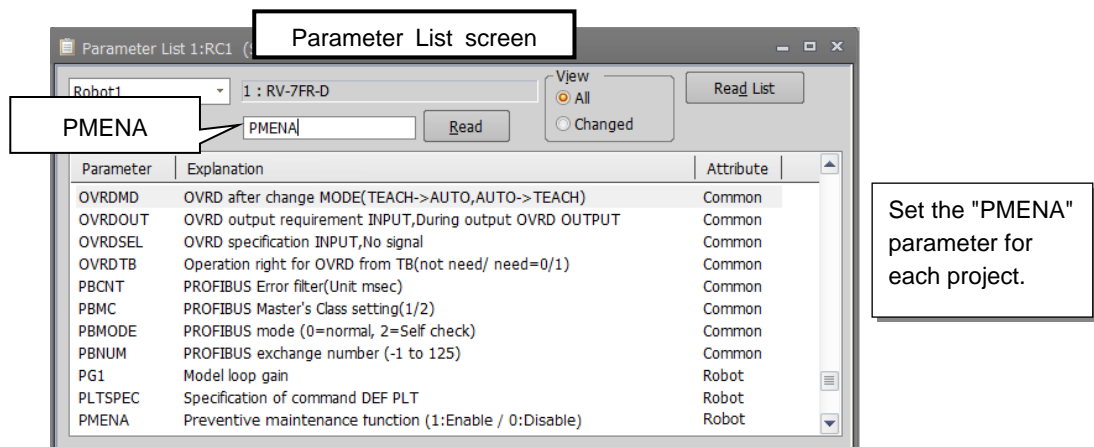 Parameter List screen
Parameter List 1:RC1 (
Robot1
1 : RV-7FR-D
View
All
Changed
Read List
PMENA
PMENA
Read
Parameter Explanation Attribute
OVRDMD OVRD after change MODE(TEACH->AUTO,AUTO->TEACH) Common
OVRDOUT OVRD output requirement INPUT,During output OVRD OUTPUT Common
OVRDSEL OVRD specification INPUT,No signal Common
OVRDTB Operation right for OVRD from TB(not need/ need=0/1) Common
PBCNT PROFIBUS Error filter(Unit msec) Common
PBMC PROFIBUS Master's Class setting(1/2) Common
PBMODE PROFIBUS mode (0=normal, 2=Self check) Common
PBNUM PROFIBUS exchange number (-1 to 125) Common
PG1 Model loop gain Robot
PLTSPEC Specification of command DEF PLT Robot
PMENA Preventive maintenance function (1:Enable / 0:Disable) Robot
Set the "PMENA"
parameter for
each project.